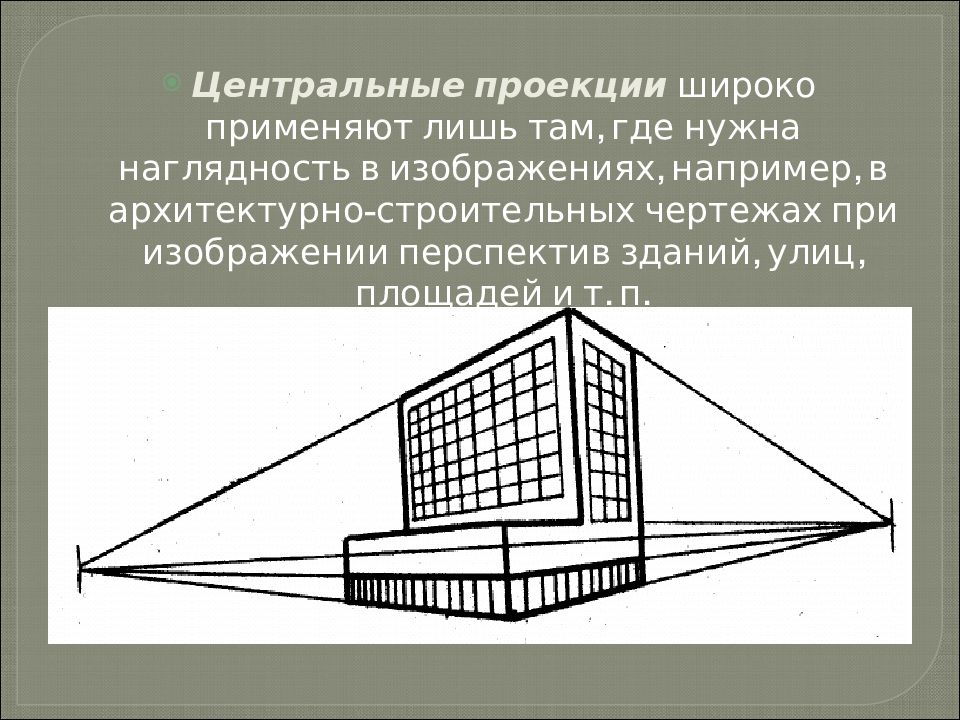 Центральные проекции широко
применяют лишь там, где нужна
наглядность в изображениях, например, в
архитектурно-строительных чертежах при
изображении перспектив зданий, улиц,
площадей и т. п.